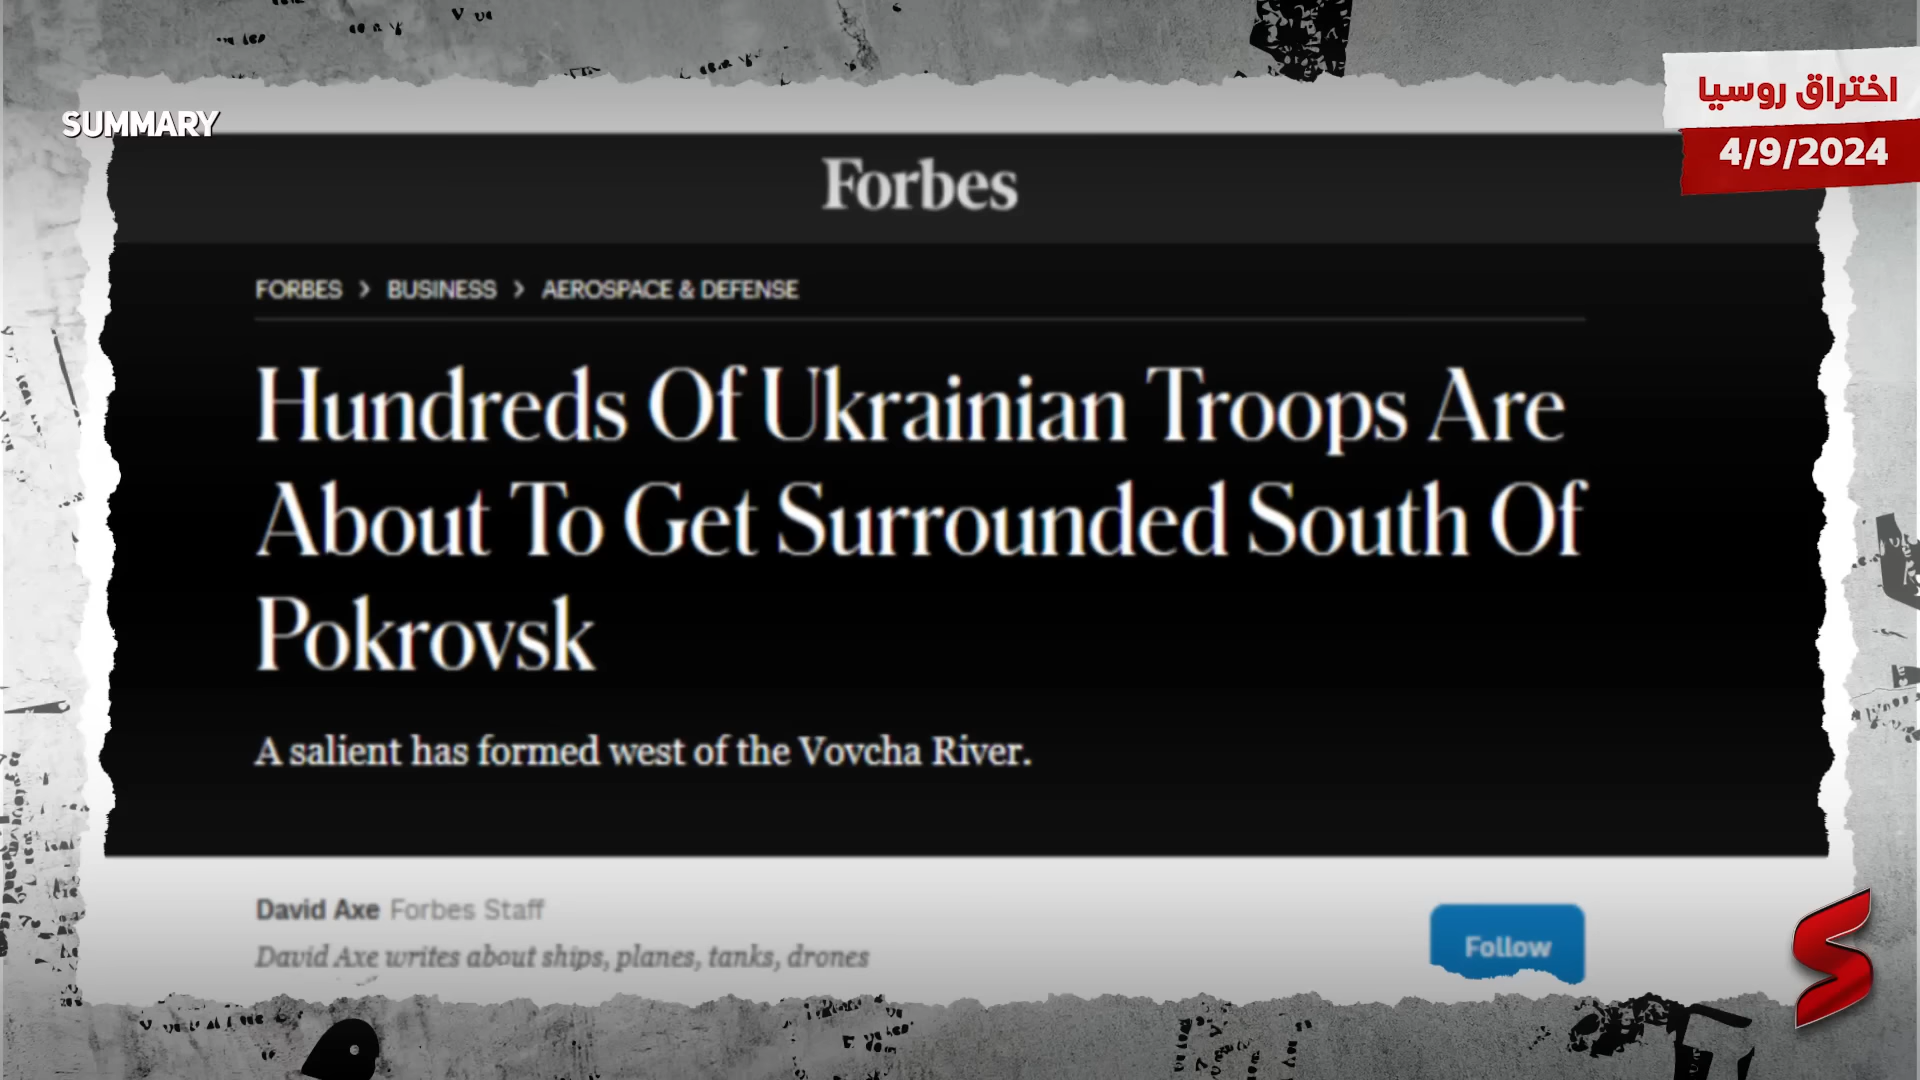 SUMMARY
اختراق روسيا
4/9/2024
Forbes
FORBES > BUSINESS > AEROSPACE & DEFENSE
Hundreds Of Ukrainian Troops Are
About To Get Surrounded South Of
Pokrovsk
A salient has formed west of the Vovcha River.
David Axe Forbes Staff
David Axe writes about ships, planes, tanks, drones
Follow